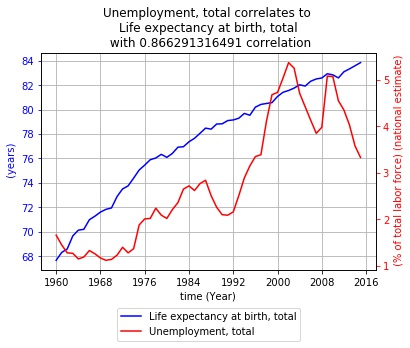 Unemployment, total correlates to
Life expectancy at birth, total
with 0.866291316491 correlation
84
82
80
78
76
74
72
70
68
(years)
5
4
3
2
1
(% of total labor force) (national estimate)
1960 1968 1976 1984 1992 2000 2008 2016
time (Year)
Life expectancy at birth, total
Unemployment, total